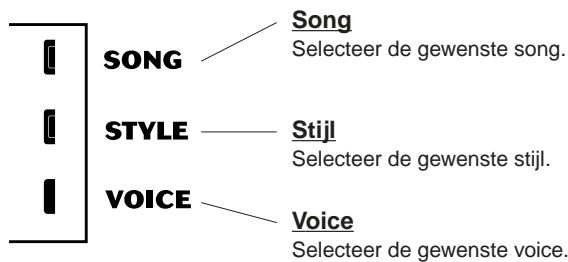 SONG
Song
Selecteer de gewenste song.
STYLE
Stijl
Selecteer de gewenste stijl.
VOICE
Voice
Selecteer de gewenste voice.